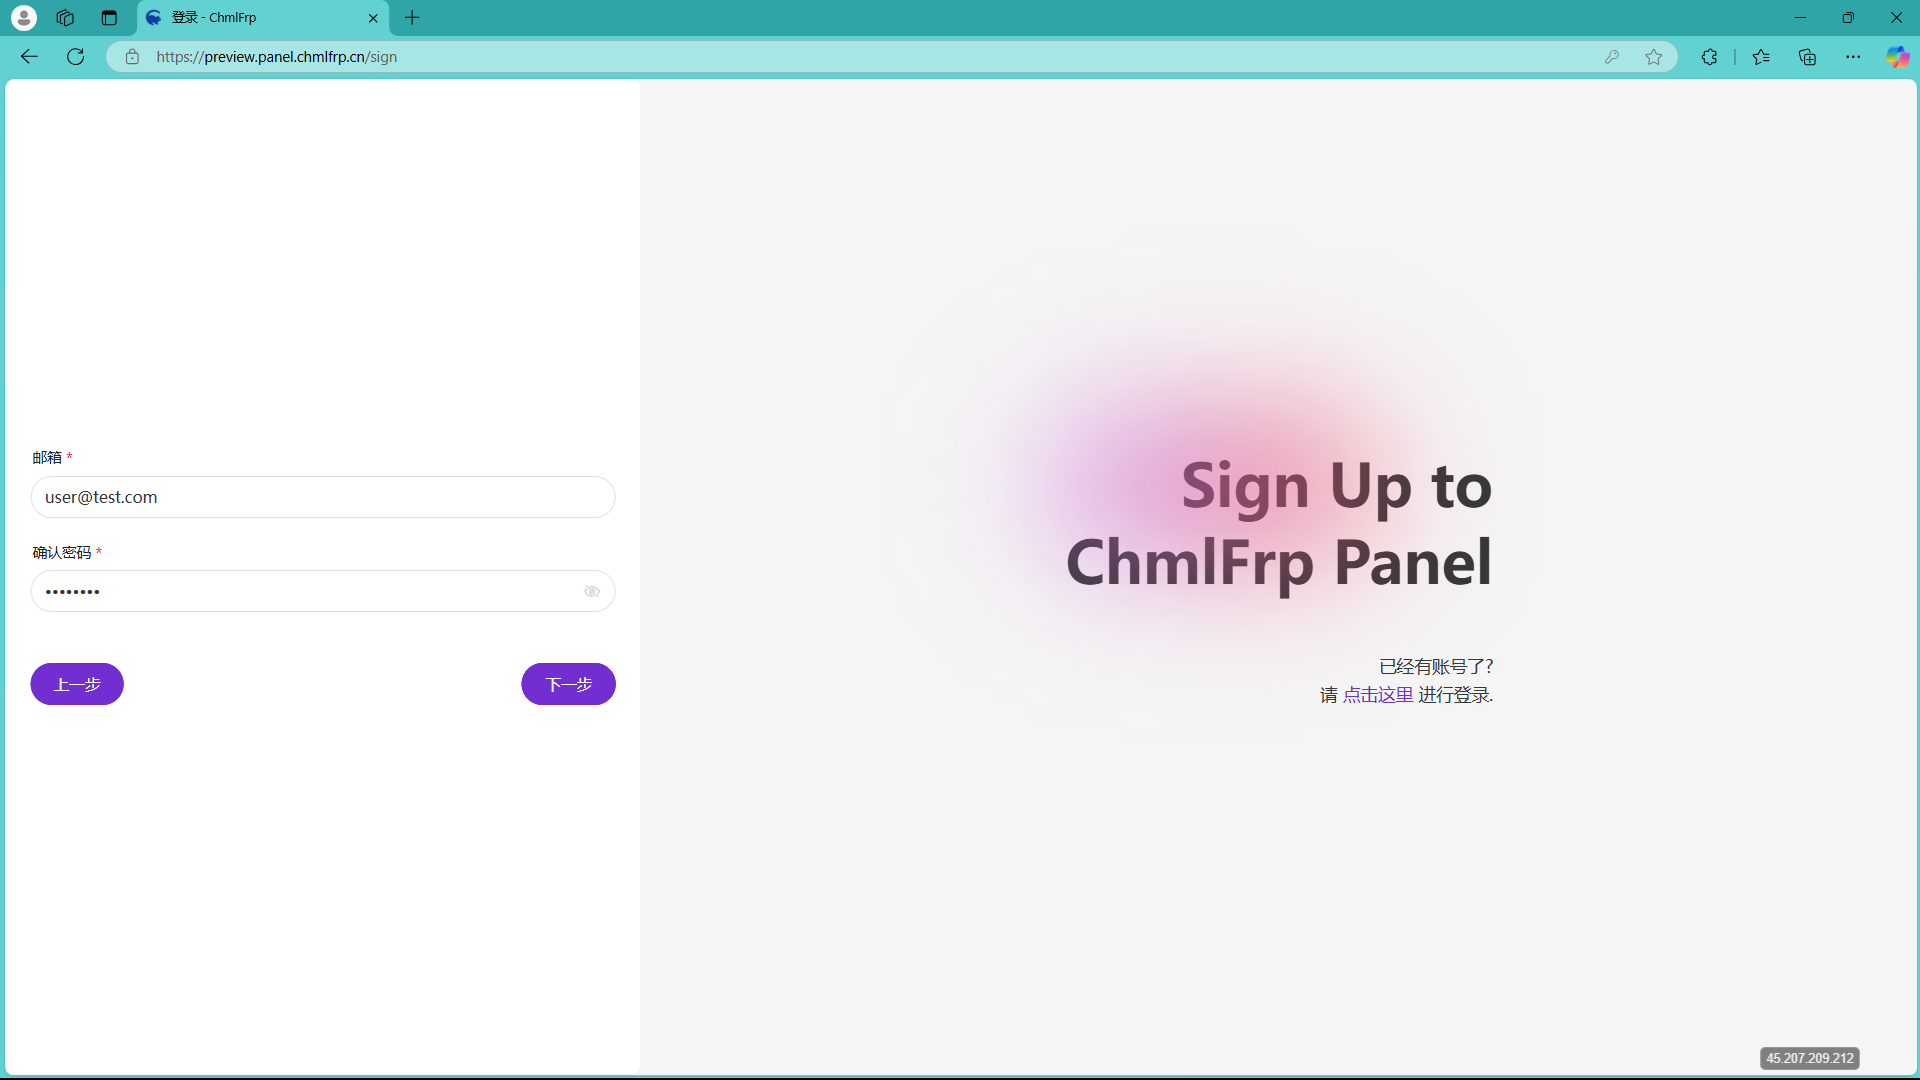 登录 - ChmlFrp
https://preview.panel.chmlfrp.cn/sign
邮箱 *
user@test.com
确认密码 *
••••••••
上一步
下一步
Sign Up to
ChmlFrp Panel
已经有账号了?
请 点击这里 进行登录.
45.207.209.212